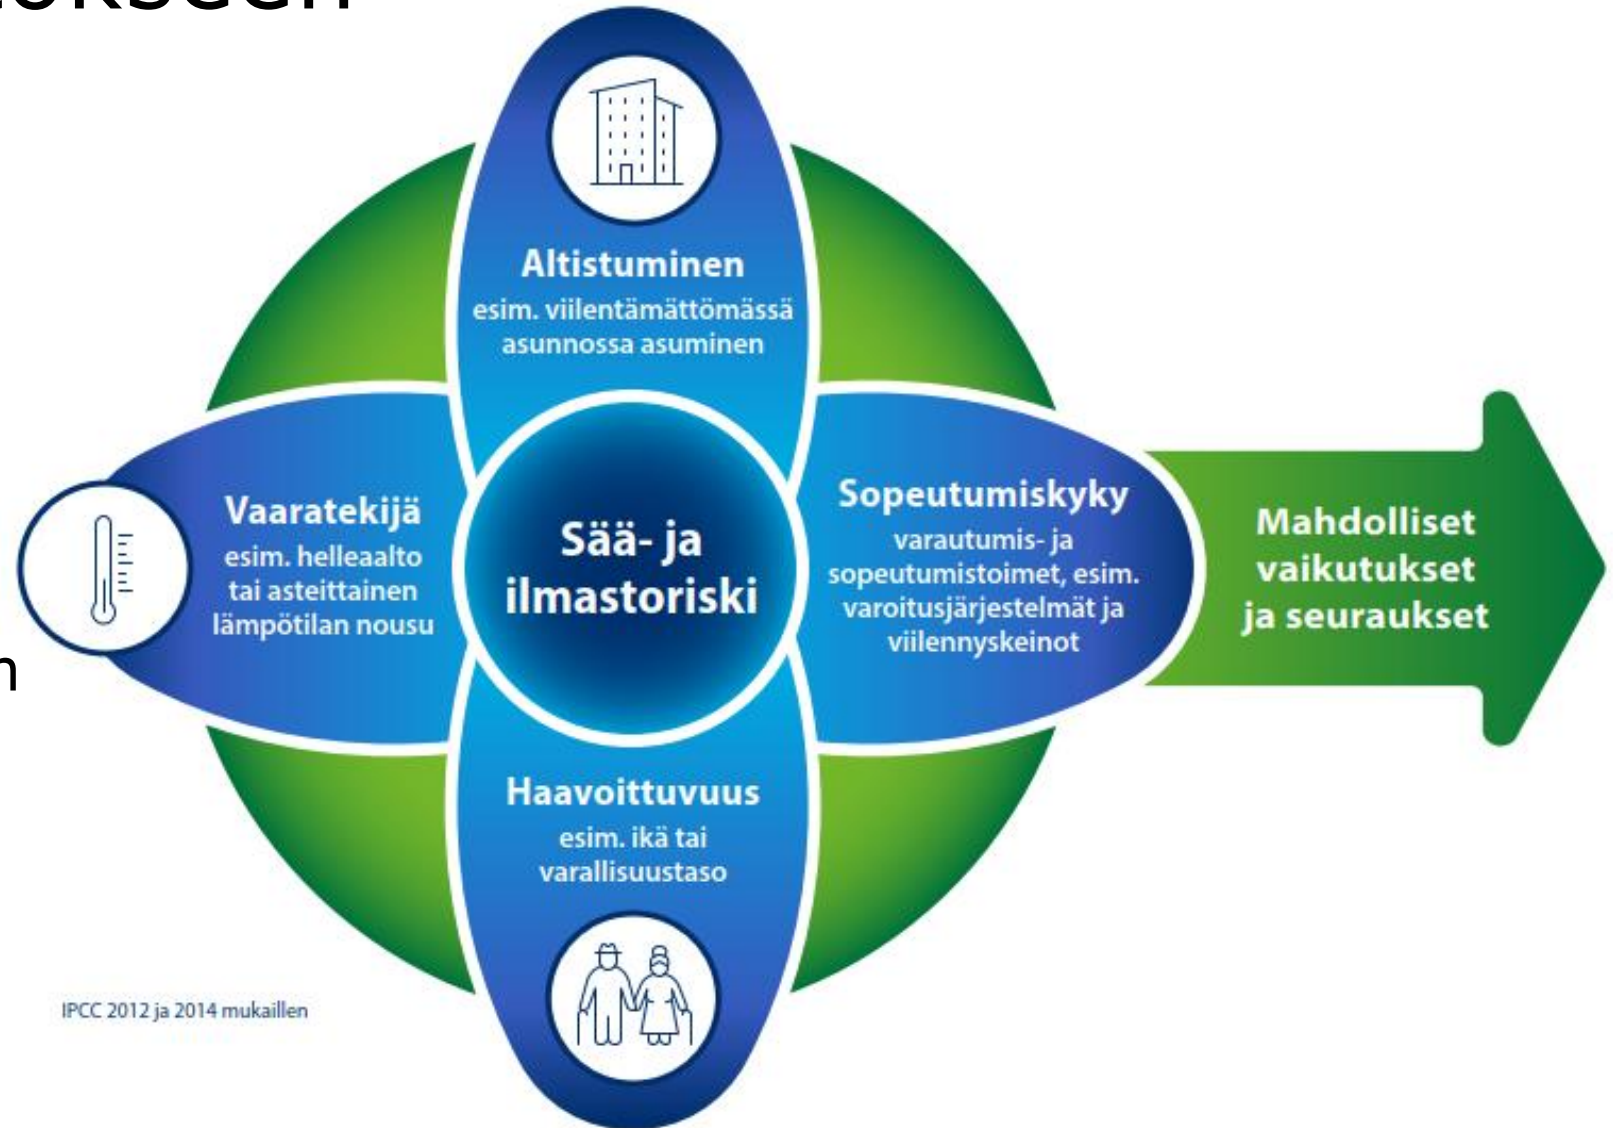 Altistuminen
esim. viilentämättömässä
asunnossa asuminen
Vaaratekijä
esim. helleaalto
tai asteittainen
lämpötilan nousu
Sää- ja
ilmastoriski
Sopeutumiskyky
varautumis- ja
sopeutumistoimet, esim.
varoitusjärjestelmät ja
viilennyskeinot
Mahdolliset
vaikutukset
ja seuraukset
Haavoittuvuus
esim. ikä tai
varallisuustaso
IPCC 2012 ja 2014 mukaillen